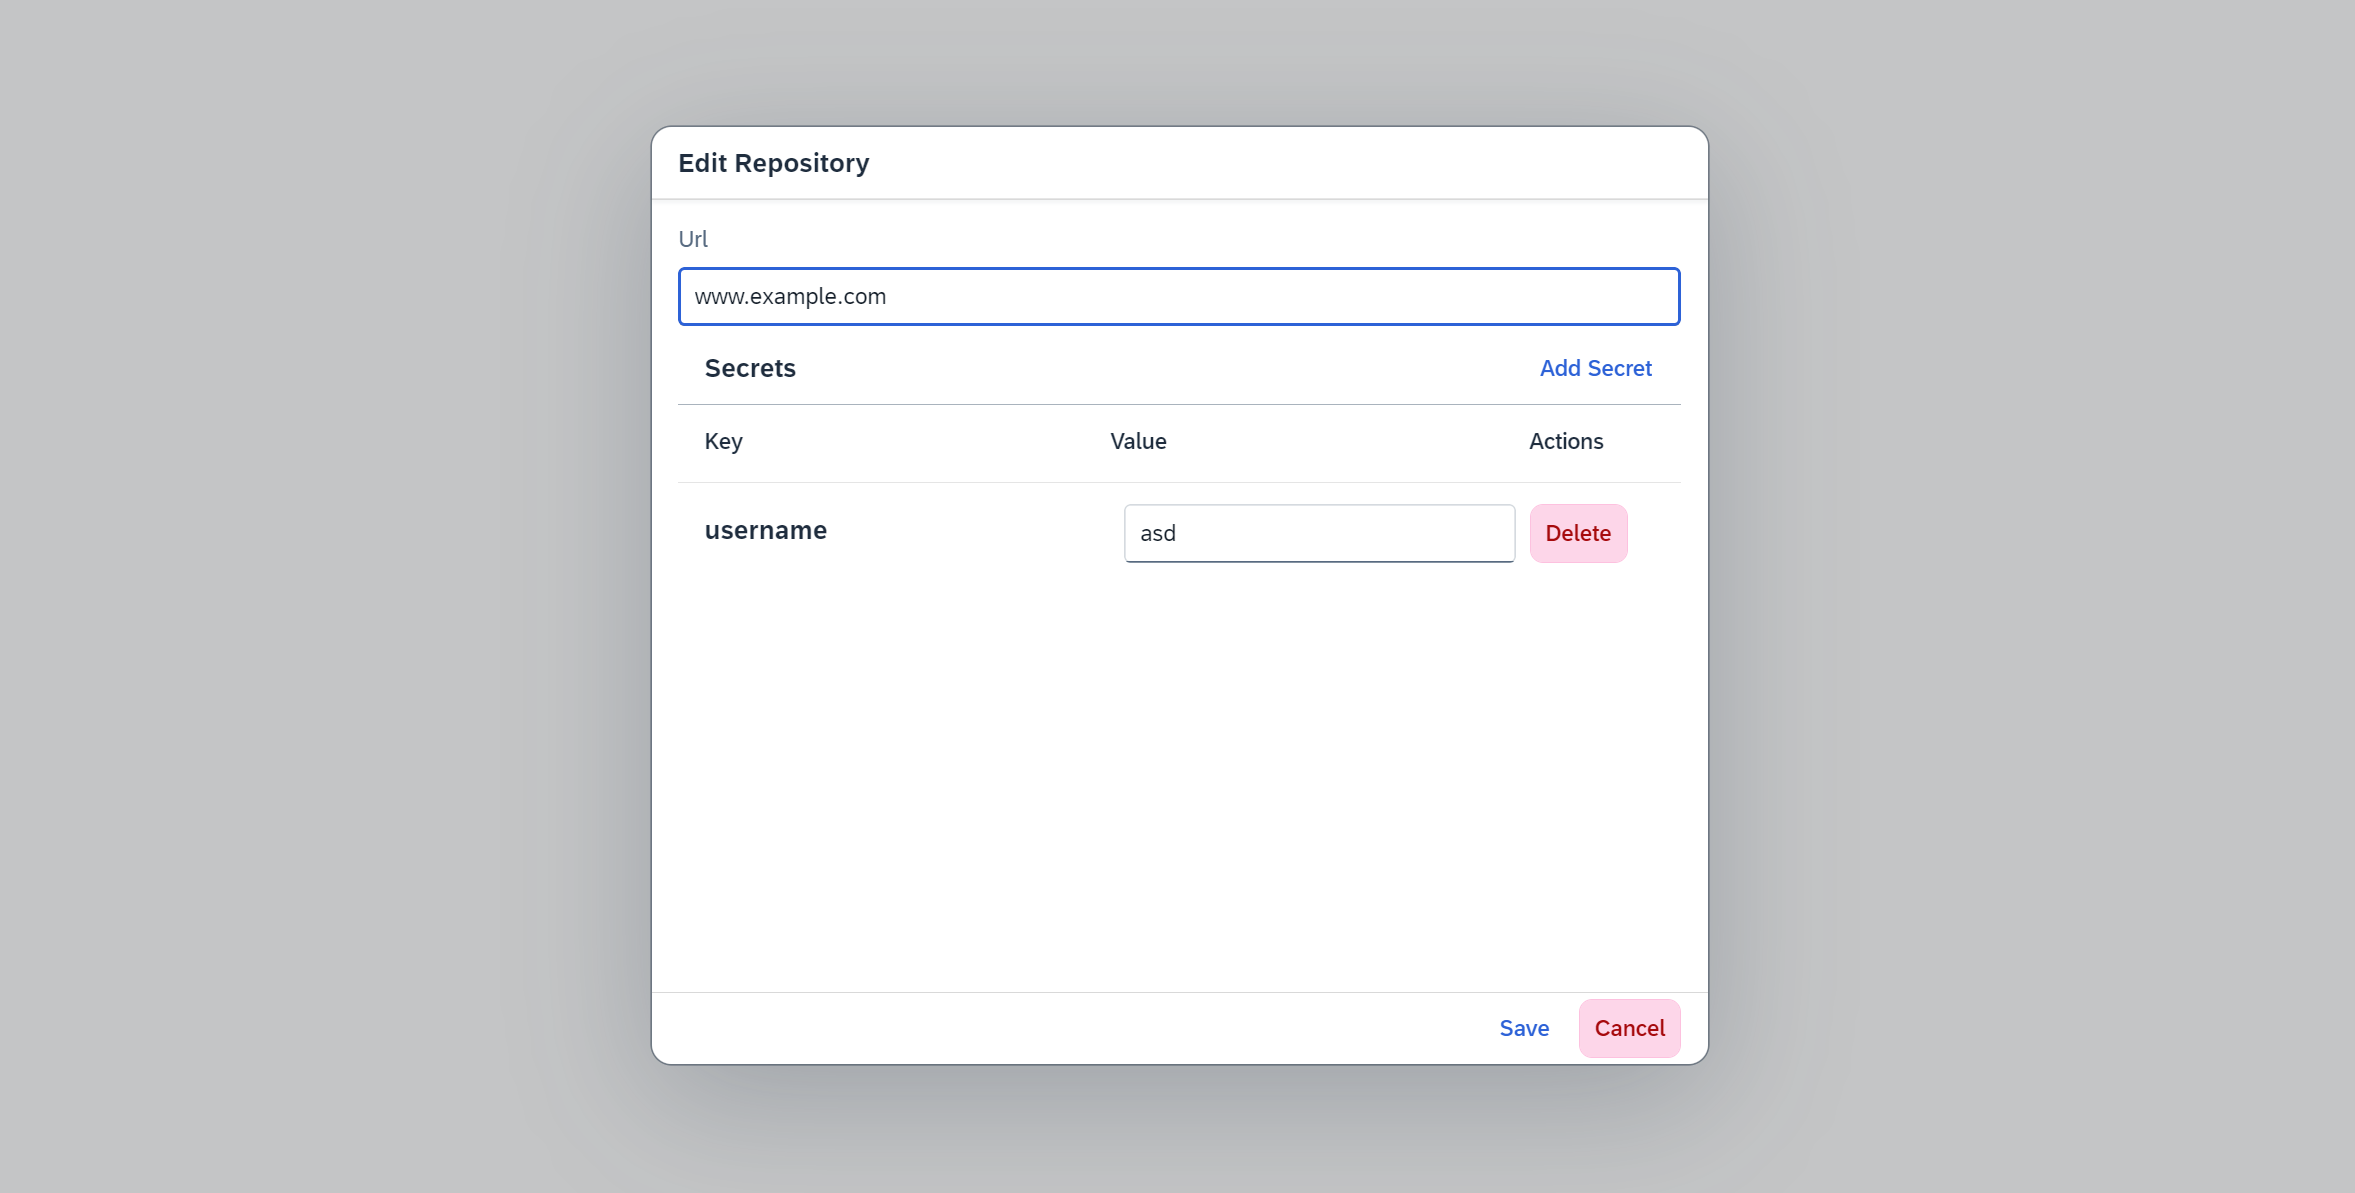 Edit Repository
Url
www.example.com
Secrets Add Secret
Key Value Actions
username asd Delete
Save Cancel